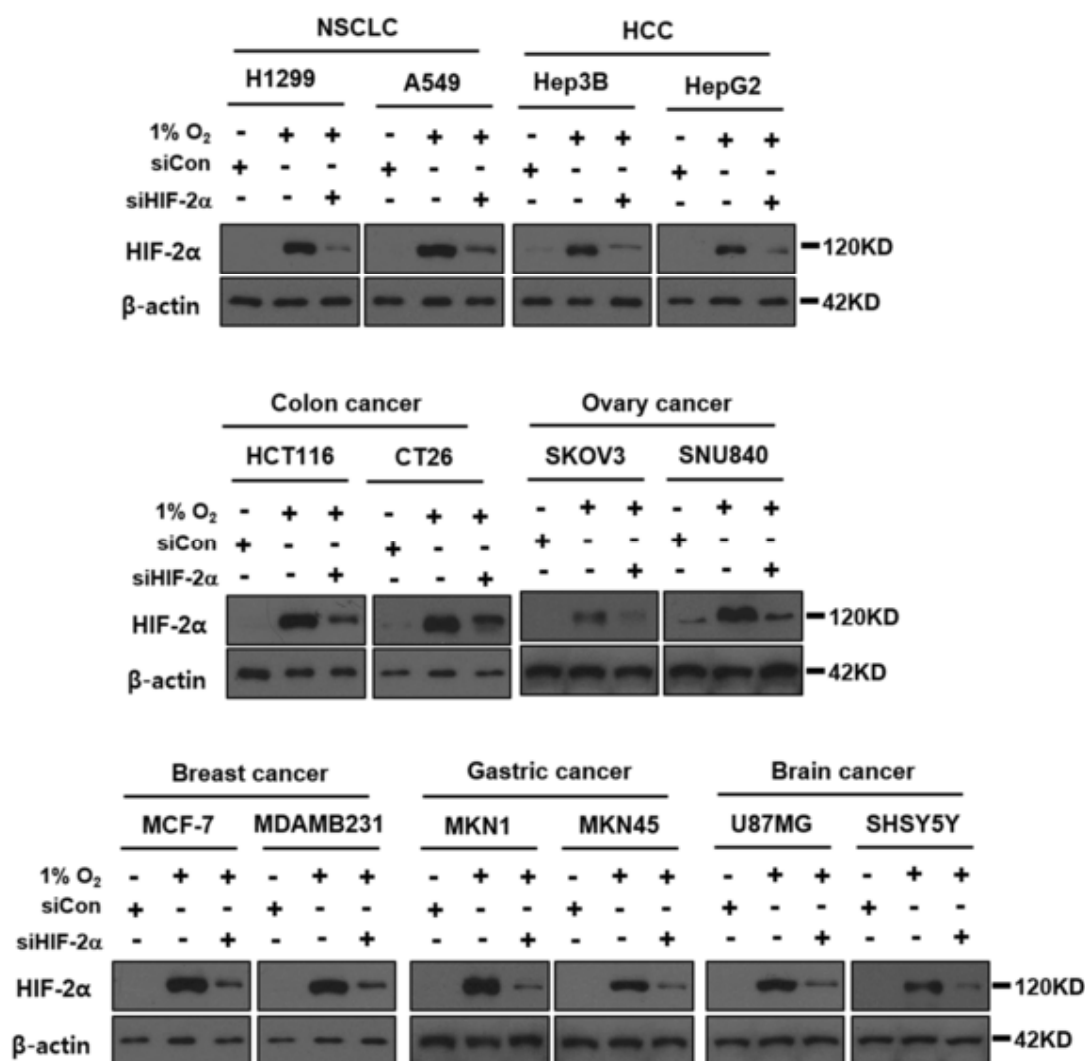 NSCLC HCC
H1299 A549 Hep3B HepG2
1% O₂ - + + - + + - + + - + +
siCon + - - + - - + - - + - -
siHIF-2α - - + - - + - - + - - +
HIF-2α 120KD
β-actin 42KD
Colon cancer Ovary cancer
HCT116 CT26 SKOV3 SNU840
1% O₂ - + + - + + - + + - + +
siCon + - - + - - + - - + - -
siHIF-2α - - + - - + - - + - - +
HIF-2α 120KD
β-actin 42KD
Breast cancer Gastric cancer Brain cancer
MCF-7 MDAMB231 MKN1 MKN45 U87MG SHSY5Y
1% O₂ - + + - + + - + + - + + - + + - + +
siCon + - - + - - + - - + - - + - - + - -
siHIF-2α - - + - - + - - + - - + - - + - - +
HIF-2α 120KD
β-actin 42KD